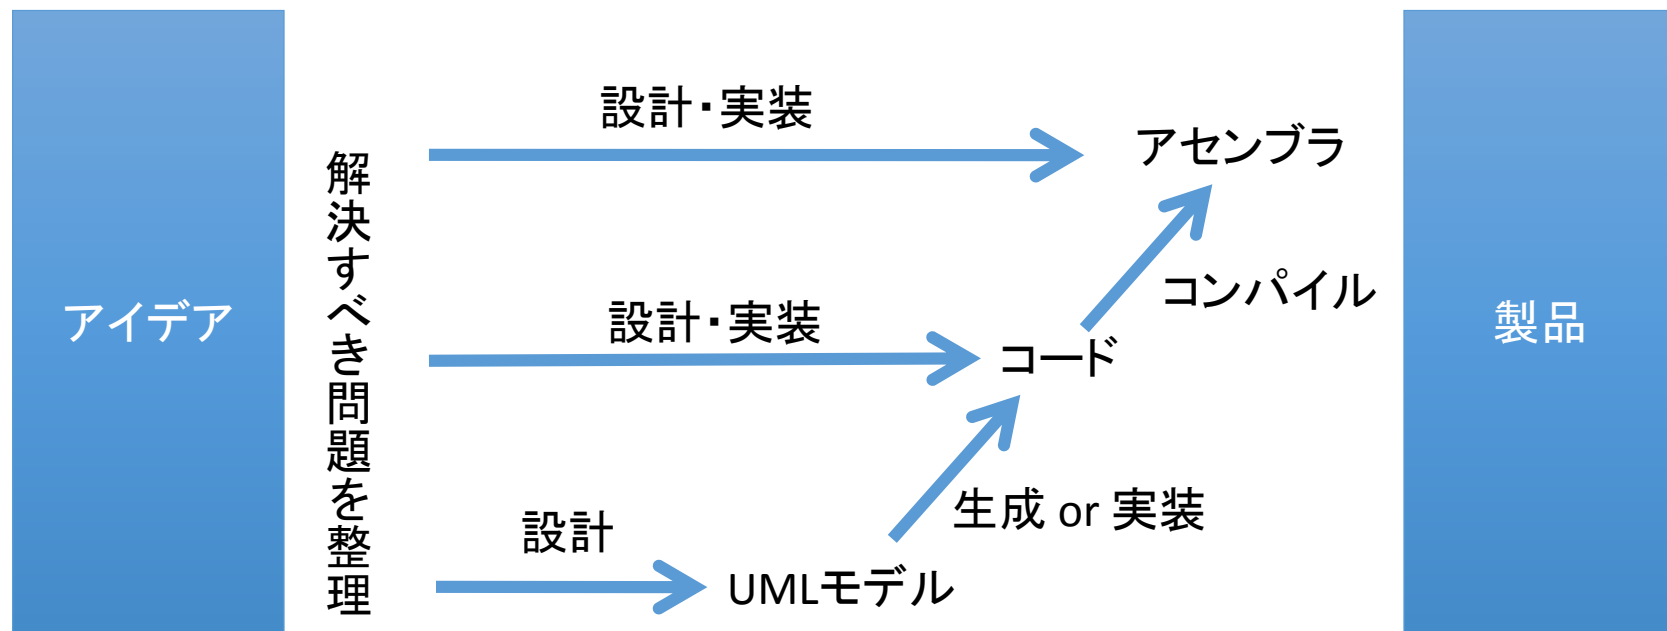 アイデア
解決すべき問題を整理
設計・実装
アセンブラ
コンパイル
設計・実装
コード
生成 or 実装
設計
UMLモデル
製品